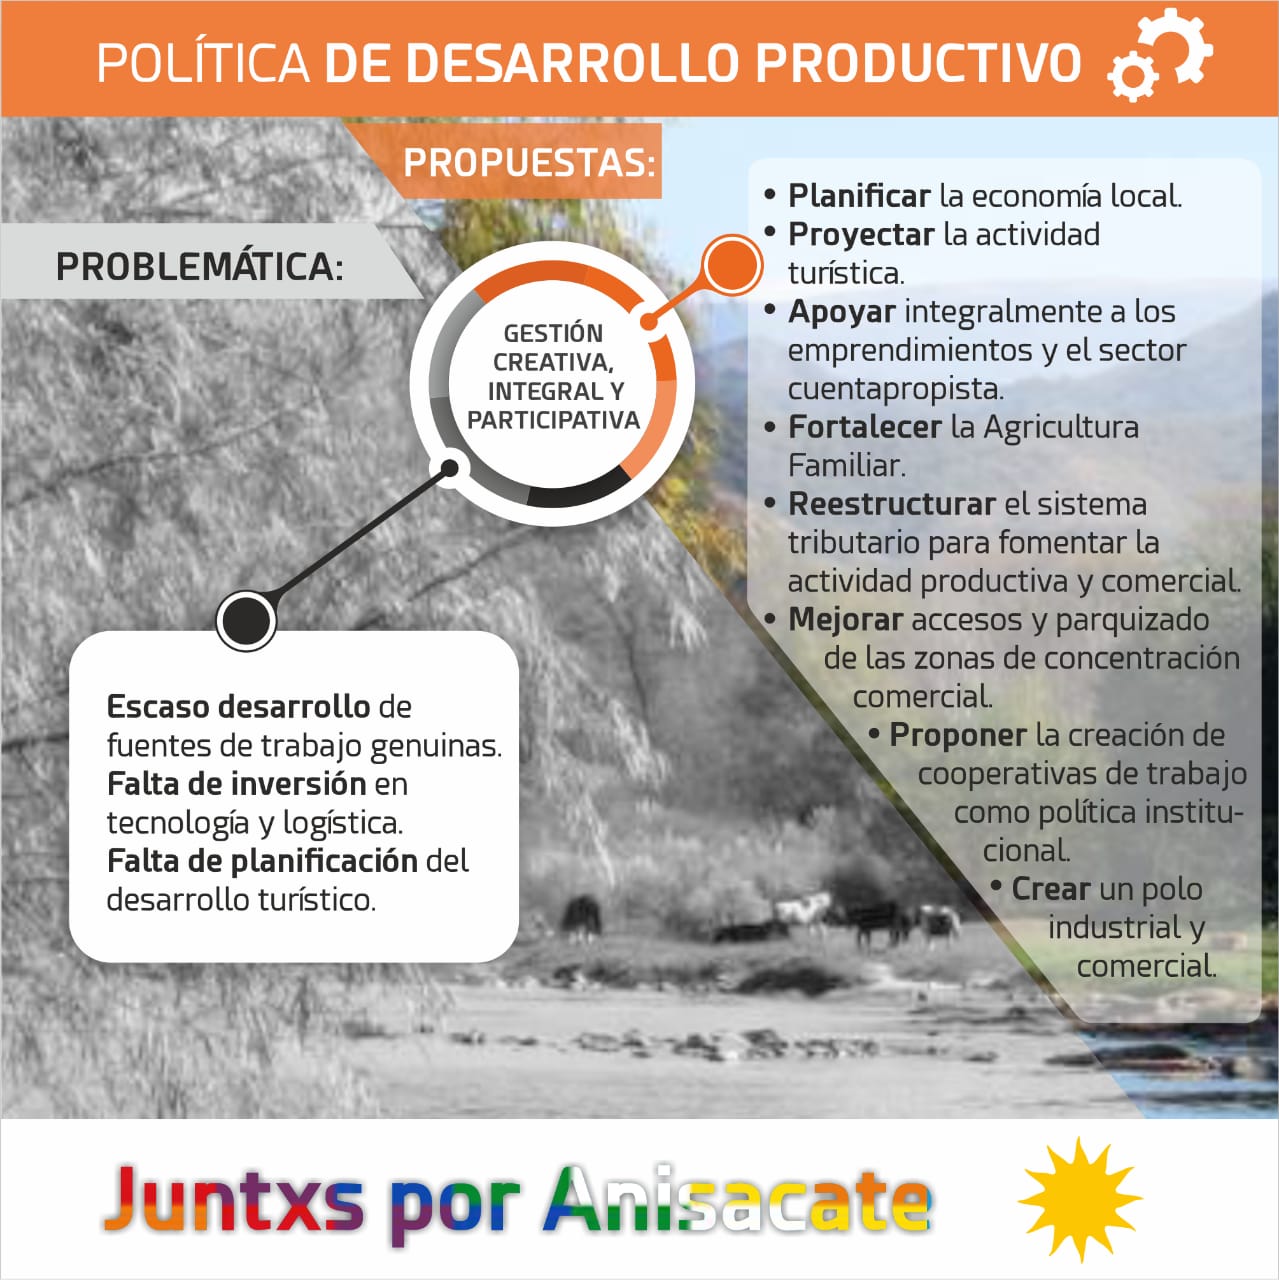 POLÍTICA DE DESARROLLO PRODUCTIVO
PROPUESTAS:
PROBLEMÁTICA:
GESTIÓN
CREATIVA,
INTEGRAL Y
PARTICIPATIVA
• Planificar la economía local.
• Proyectar la actividad
turística.
• Apoyar integralmente a los
emprendimientos y el sector
cuentapropista.
• Fortalecer la Agricultura
Familiar.
• Reestructurar el sistema
tributario para fomentar la
actividad productiva y comercial.
• Mejorar accesos y parquizado
de las zonas de concentración
comercial.
• Proponer la creación de
cooperativas de trabajo
como política institu-
cional.
• Crear un polo
industrial y
comercial.
Escaso desarrollo de
fuentes de trabajo genuinas.
Falta de inversión en
tecnología y logística.
Falta de planificación del
desarrollo turístico.
Juntxs por Anisacate